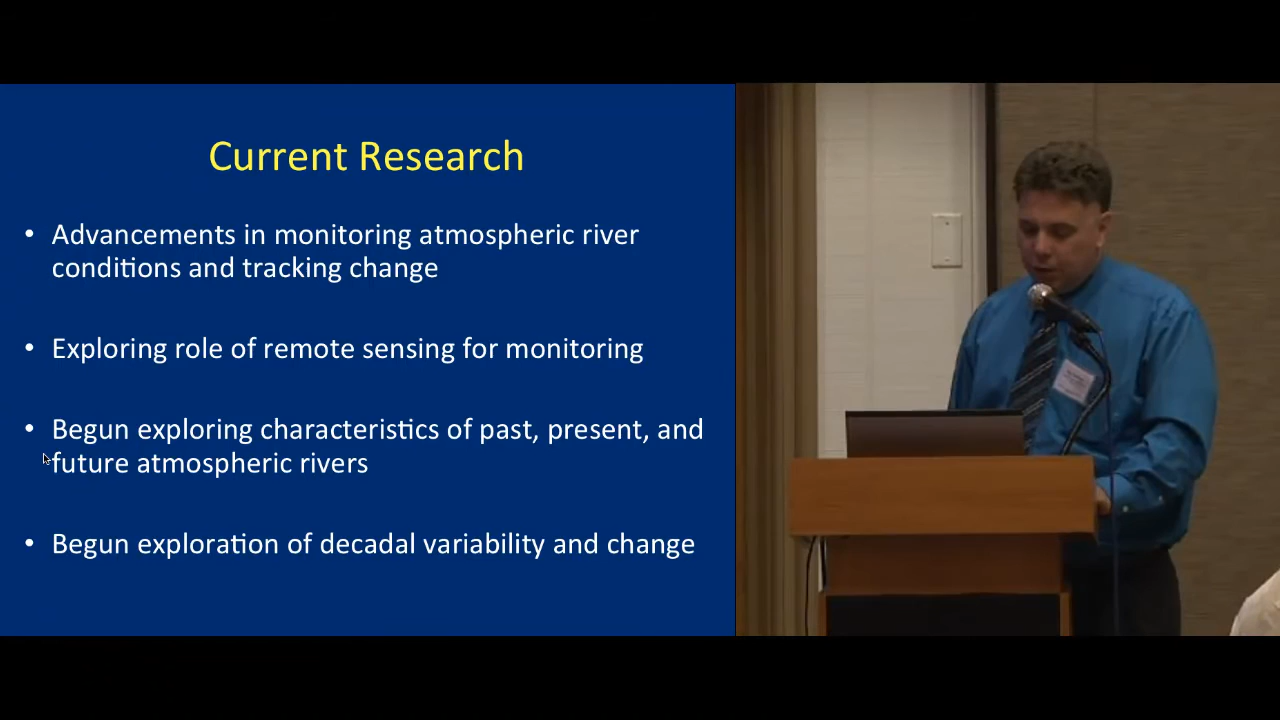 Current Research
• Advancements in monitoring atmospheric river
conditions and tracking change
• Exploring role of remote sensing for monitoring
• Begun exploring characteristics of past, present, and
future atmospheric rivers
• Begun exploration of decadal variability and change